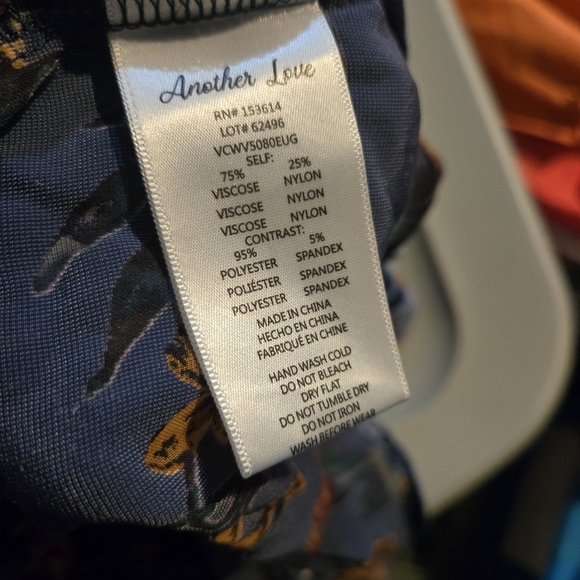 Another Love
RN# 153614
LOT# 62496
VCWV5080EUG
SELF:
75% 25%
VISCOSE NYLON
VISCOSE NYLON
VISCOSE NYLON
CONTRAST:
95% 5%
POLYESTER SPANDEX
POLIÉSTER SPANDEX
POLYESTER SPANDEX
MADE IN CHINA
HECHO EN CHINA
FABRIQUÉ EN CHINE
HAND WASH COLD
DO NOT BLEACH
DRY FLAT
DO NOT TUMBLE DRY
DO NOT IRON
WASH BEFORE WEAR